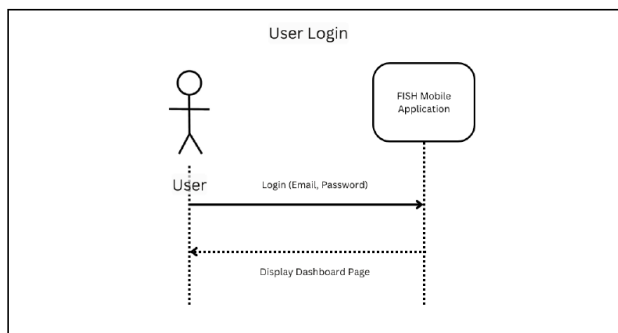 User Login
FISH Mobile
Application
User
Login (Email, Password)
Display Dashboard Page